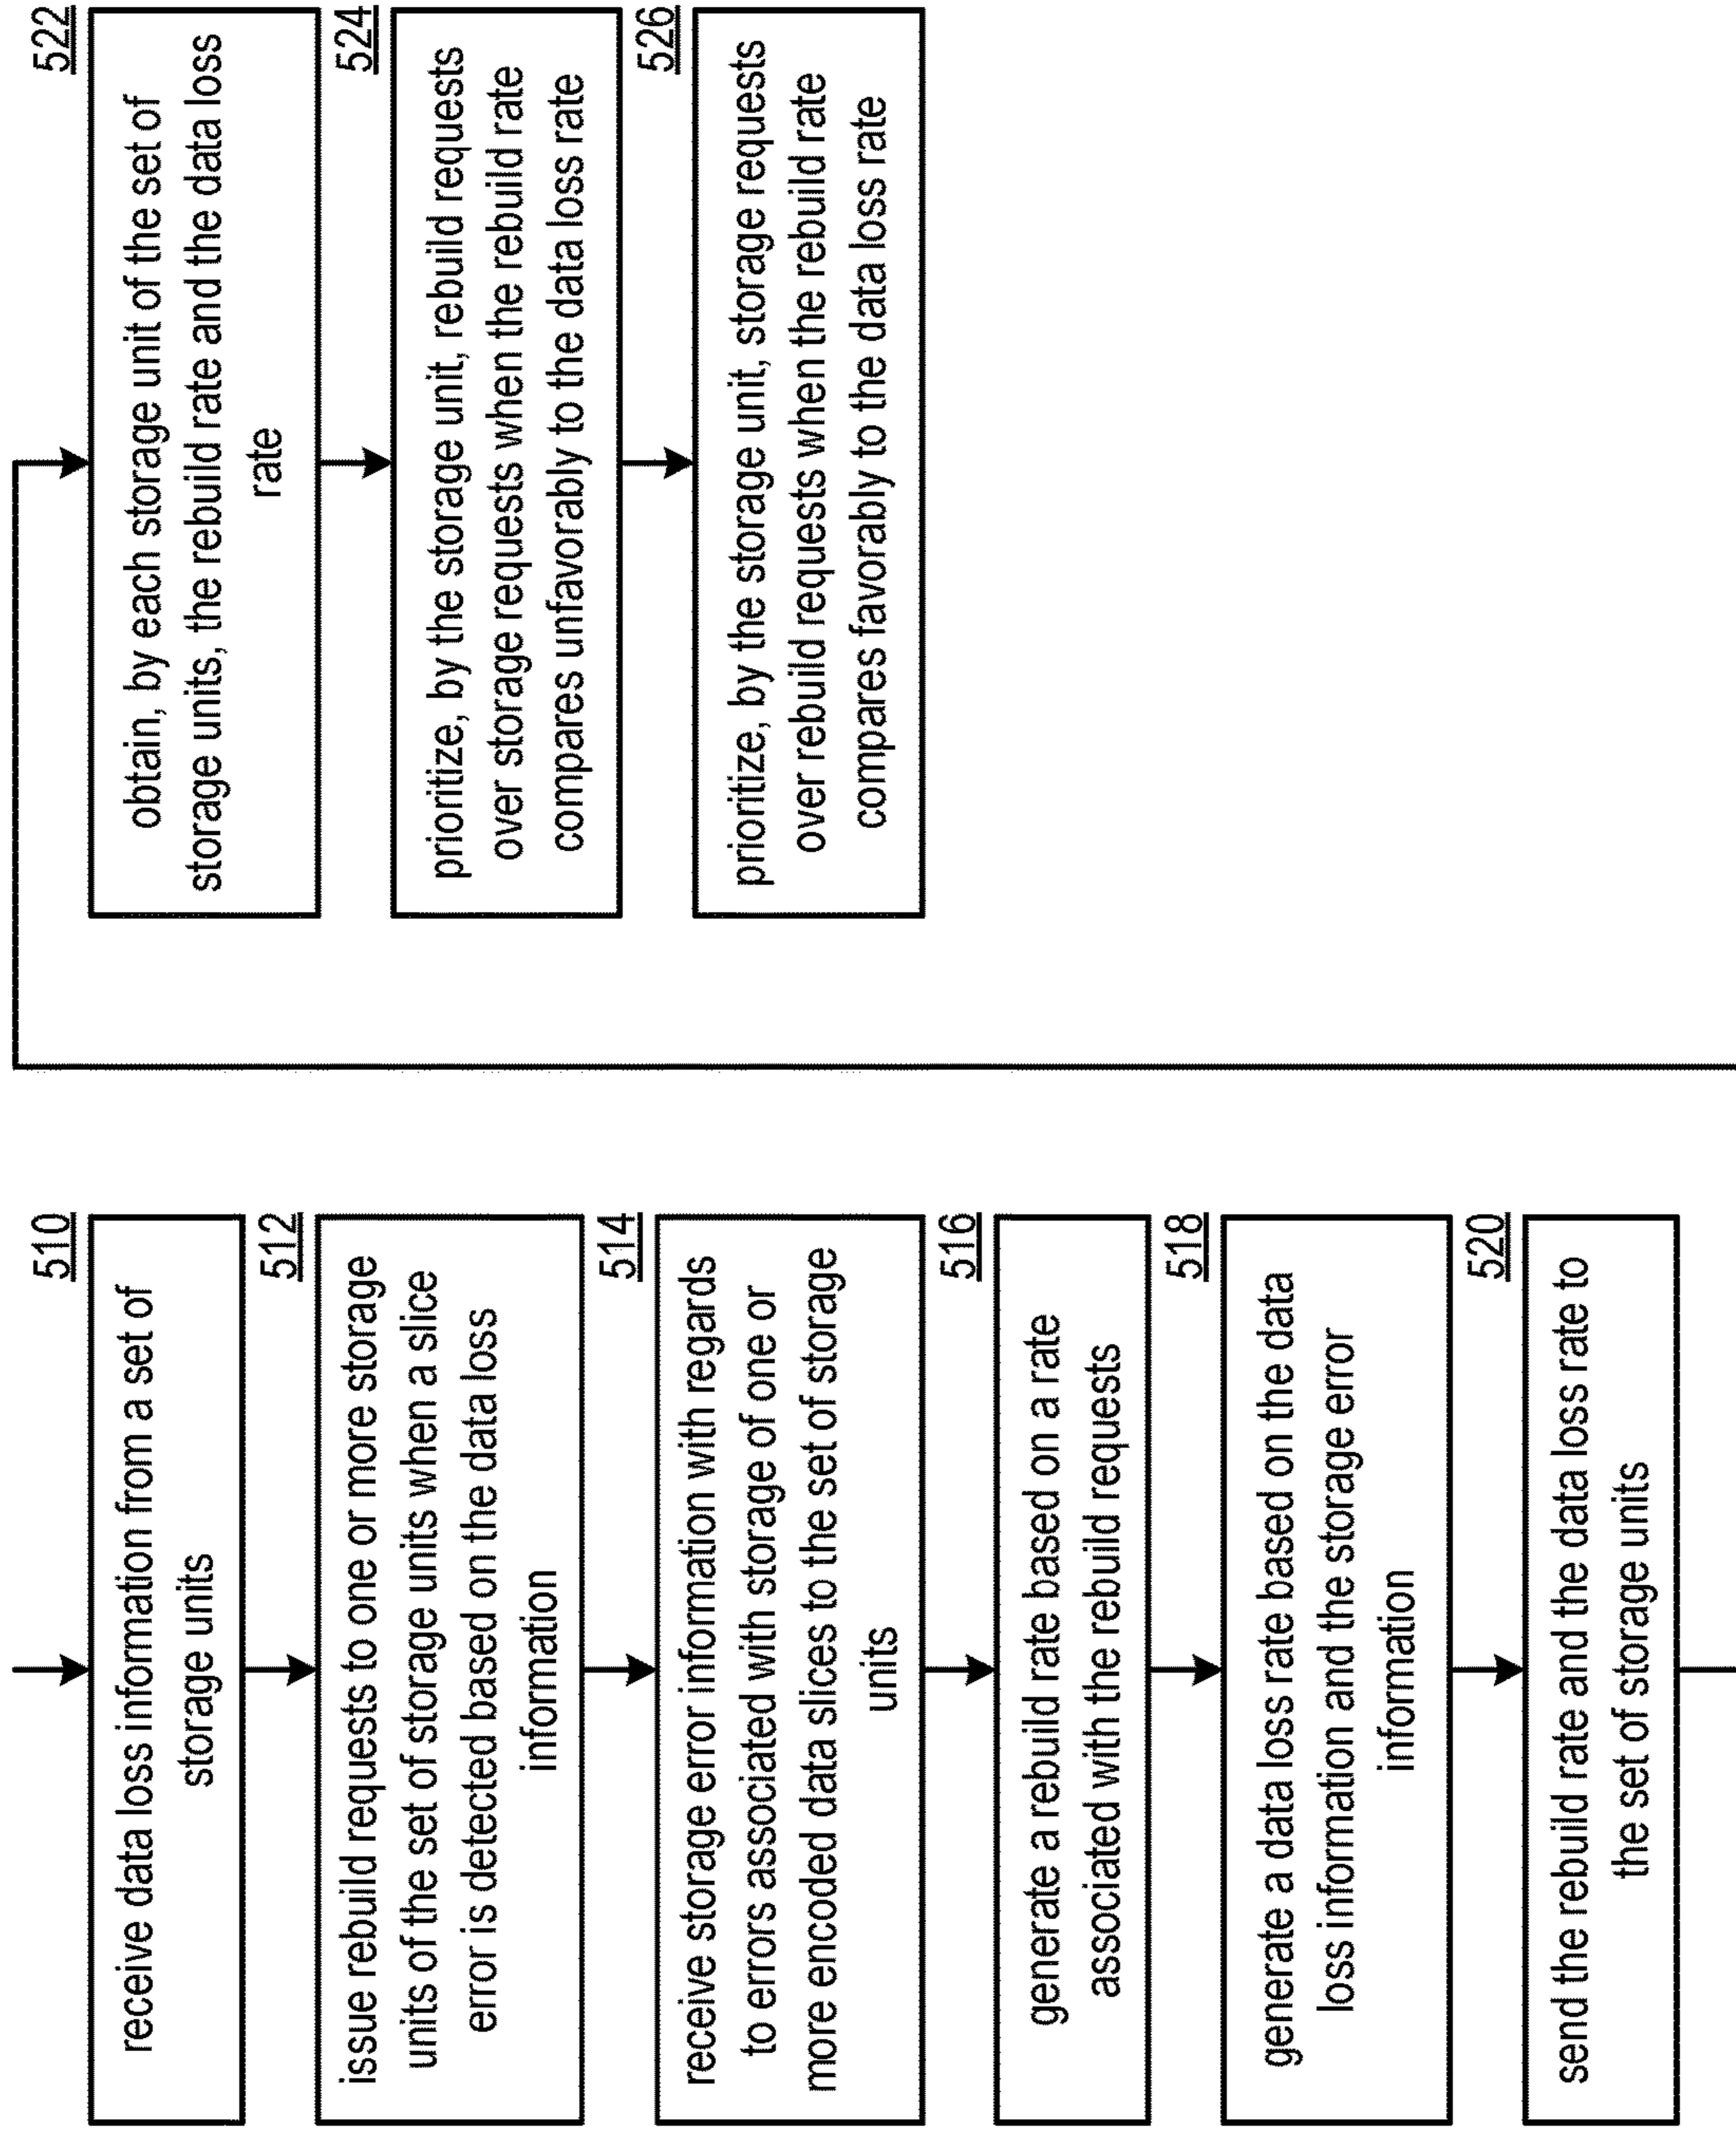 510
receive data loss information from a set of
storage units
512
issue rebuild requests to one or more storage
units of the set of storage units when a slice
error is detected based on the data loss
information
514
receive storage error information with regards
to errors associated with storage of one or
more encoded data slices to the set of storage
units
516
generate a rebuild rate based on a rate
associated with the rebuild requests
518
generate a data loss rate based on the data
loss information and the storage error
information
520
send the rebuild rate and the data loss rate to
the set of storage units
522
obtain, by each storage unit of the set of
storage units, the rebuild rate and the data loss
rate
524
prioritize, by the storage unit, rebuild requests
over storage requests when the rebuild rate
compares unfavorably to the data loss rate
526
prioritize, by the storage unit, storage requests
over rebuild requests when the rebuild rate
compares favorably to the data loss rate